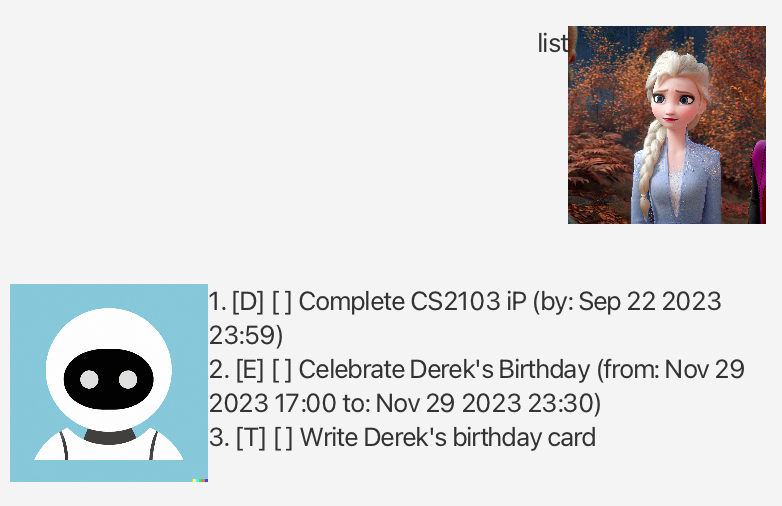 list
1. [D] [ ] Complete CS2103 iP (by: Sep 22 2023
23:59)
2. [E] [ ] Celebrate Derek's Birthday (from: Nov 29
2023 17:00 to: Nov 29 2023 23:30)
3. [T] [ ] Write Derek's birthday card